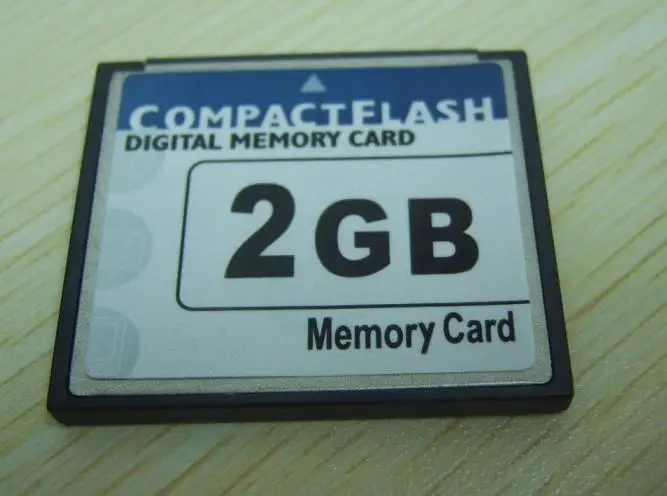 COMPACTFLASH
DIGITAL MEMORY CARD
2GB
Memory Card